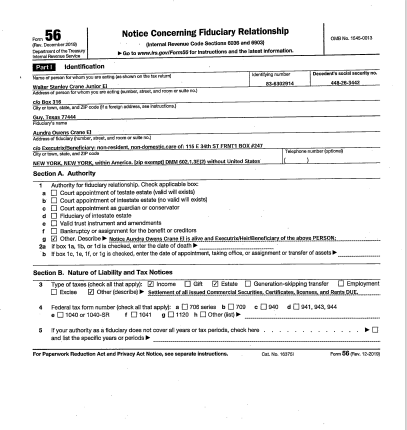 Form 56
(Rev. December 2019)
Department of the Treasury
Internal Revenue Service
Notice Concerning Fiduciary Relationship
(Internal Revenue Code Sections 6036 and 6903)
▶ Go to www.irs.gov/Form56 for instructions and the latest information.
OMB No. 1545-0013
Part I Identification
Name of person for whom you are acting (as shown on the tax return)
Identifying number
Decedent's social security no.
Walter Stanley Crane Junior EI
83-6302914
448-26-3442
Address of person for whom you are acting (number, street, and room or suite no.)
c/o Box 316
City or town, state, and ZIP code (If a foreign address, see instructions.)
Guy, Texas 77444
Fiduciary's name
Aundra Owens Crane EI
Address of fiduciary (number, street, and room or suite no.)
c/o Executrix/Beneficiary: non-resident, non-domestic.care of: 115 E 34th ST FRNT1 BOX #247
City or town, state, and ZIP code
Telephone number (optional)
NEW YORK, NEW YORK, within America. [zip exempt] DMM 602.1.3E(2) without United States
( )
Section A. Authority
1 Authority for fiduciary relationship. Check applicable box:
a Court appointment of testate estate (valid will exists)
b Court appointment of intestate estate (no valid will exists)
c Court appointment as guardian or conservator
d Fiduciary of intestate estate
e Valid trust instrument and amendments
f Bankruptcy or assignment for the benefit or creditors
g Other. Describe ▶ Notice Aundra Owens Crane EI is alive and Executrix/Heir/Beneficiary of the above PERSON;
2a If box 1a, 1b, or 1d is checked, enter the date of death ▶
b If box 1c, 1e, 1f, or 1g is checked, enter the date of appointment, taking office, or assignment or transfer of assets ▶
Section B. Nature of Liability and Tax Notices
3 Type of taxes (check all that apply): Income Gift Estate Generation-skipping transfer Employment
Excise Other (describe) ▶ Settlement of all issued Commercial Securities, Certificates, licenses, and Rents DUE.
4 Federal tax form number (check all that apply): a 706 series b 709 c 940 d 941, 943, 944
e 1040 or 1040-SR f 1041 g 1120 h Other (list) ▶
5 If your authority as a fiduciary does not cover all years or tax periods, check here ▶
and list the specific years or periods ▶
For Paperwork Reduction Act and Privacy Act Notice, see separate instructions.
Cat. No. 16375I
Form 56 (Rev. 12-2019)